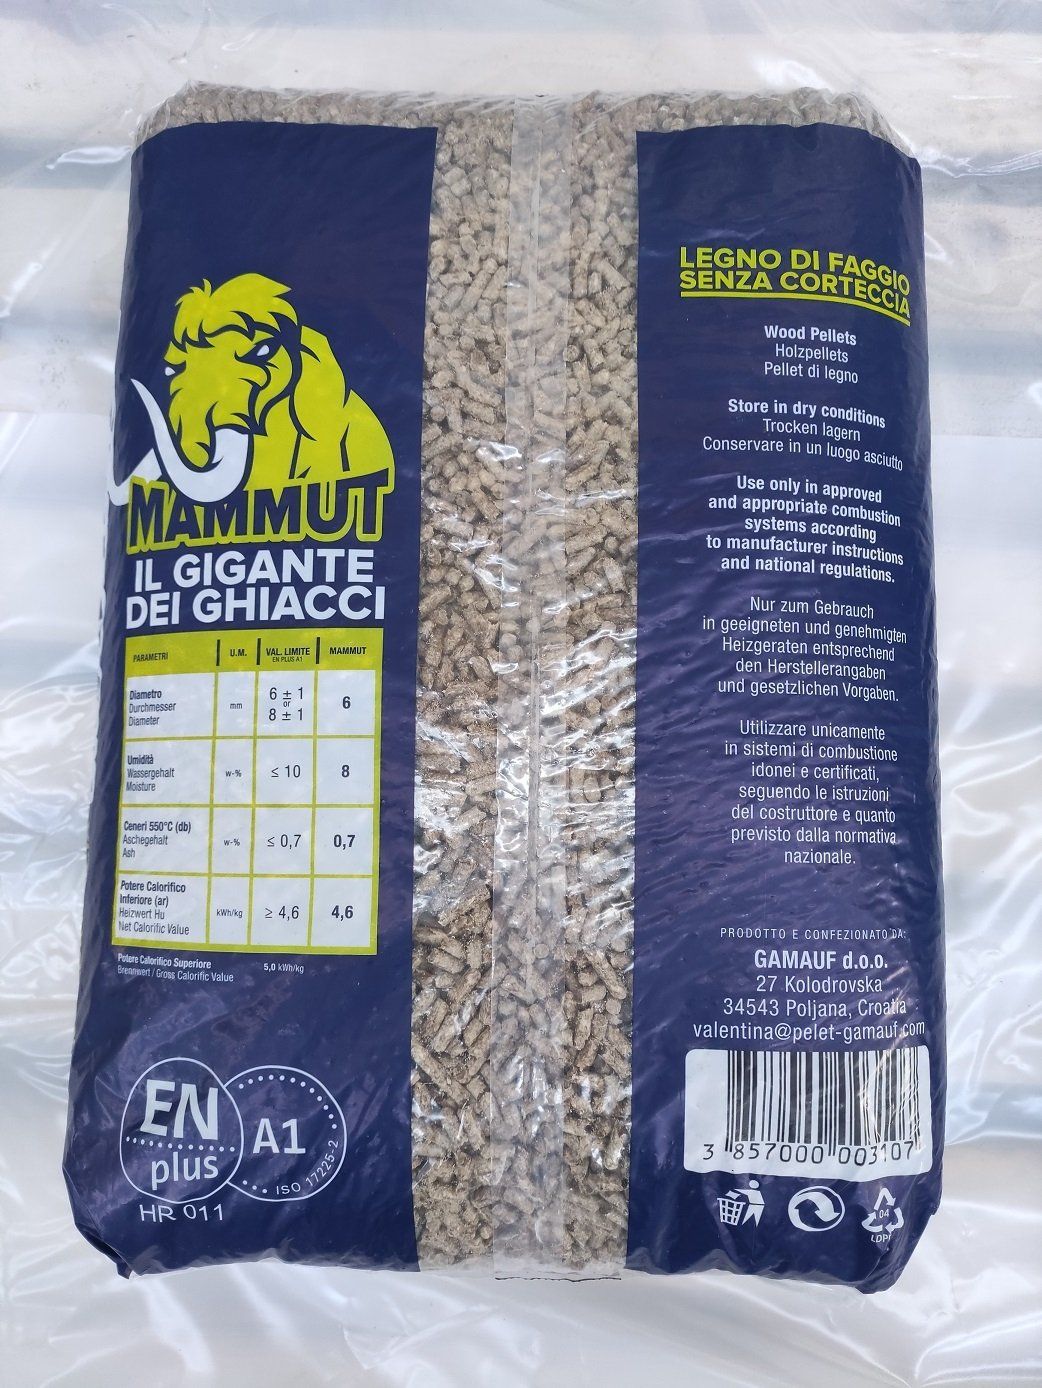 MAMMUT
IL GIGANTE
DEI GHIACCI
PARAMETRI U.M. VAL. LIMITE MAMMUT
EN PLUS A1
Diametro
Durchmesser
Diameter
mm
6 ± 1
or
8 ± 1
6
Umidità
Wassergehalt
Moisture
w-%
≤ 10
8
Ceneri 550°C (db)
Aschegehalt
Ash
w-%
≤ 0,7
0,7
Potere Calorifico
Inferiore (ar)
Heizwert Hu
Net Calorific Value
kWh/kg
≥ 4,6
4,6
Potere Calorifico Superiore 5,0 kWh/kg
Brennwert / Gross Calorific Value
EN
plus
A1
ISO 17225-2
HR 011
LEGNO DI FAGGIO
SENZA CORTECCIA
Wood Pellets
Holzpellets
Pellet di legno
Store in dry conditions
Trocken lagern
Conservare in un luogo asciutto
Use only in approved
and appropriate combustion
systems according
to manufacturer instructions
and national regulations.
Nur zum Gebrauch
in geeigneten und genehmigten
Heizgeraten entsprechend
den Herstellerangaben
und gesetzlichen Vorgaben.
Utilizzare unicamente
in sistemi di combustione
idonei e certificati,
seguendo le istruzioni
del costruttore e quanto
previsto dalla normativa
nazionale.
PRODOTTO E CONFEZIONATO DA:
GAMAUF d.o.o.
27 Kolodrovska
34543 Poljana, Croatia
valentina@pelet-gamauf.com
3 857000 003107
04
LDPE